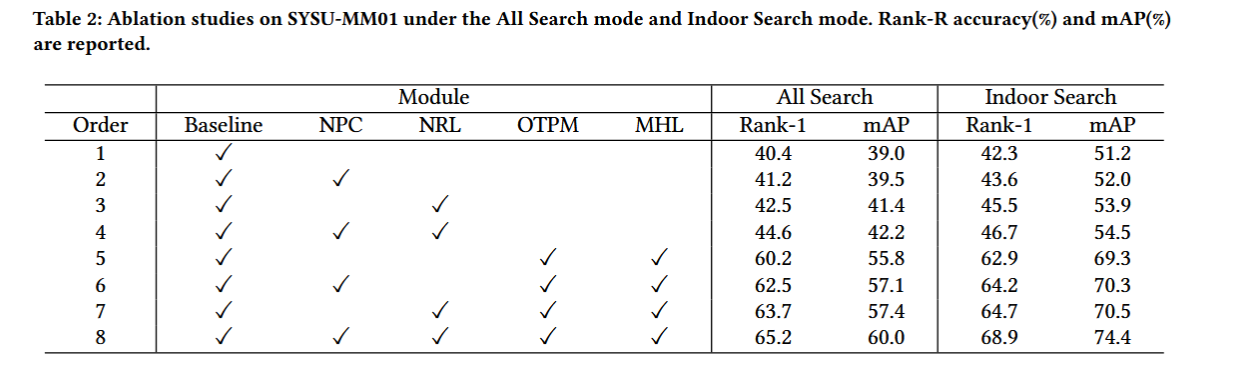 Table 2: Ablation studies on SYSU-MM01 under the All Search mode and Indoor Search mode. Rank-R accuracy(%) and mAP(%)
are reported.
Module All Search Indoor Search
Order Baseline NPC NRL OTPM MHL Rank-1 mAP Rank-1 mAP
1 ✓ 40.4 39.0 42.3 51.2
2 ✓ ✓ 41.2 39.5 43.6 52.0
3 ✓ ✓ 42.5 41.4 45.5 53.9
4 ✓ ✓ ✓ 44.6 42.2 46.7 54.5
5 ✓ ✓ ✓ 60.2 55.8 62.9 69.3
6 ✓ ✓ ✓ ✓ 62.5 57.1 64.2 70.3
7 ✓ ✓ ✓ ✓ 63.7 57.4 64.7 70.5
8 ✓ ✓ ✓ ✓ ✓ 65.2 60.0 68.9 74.4